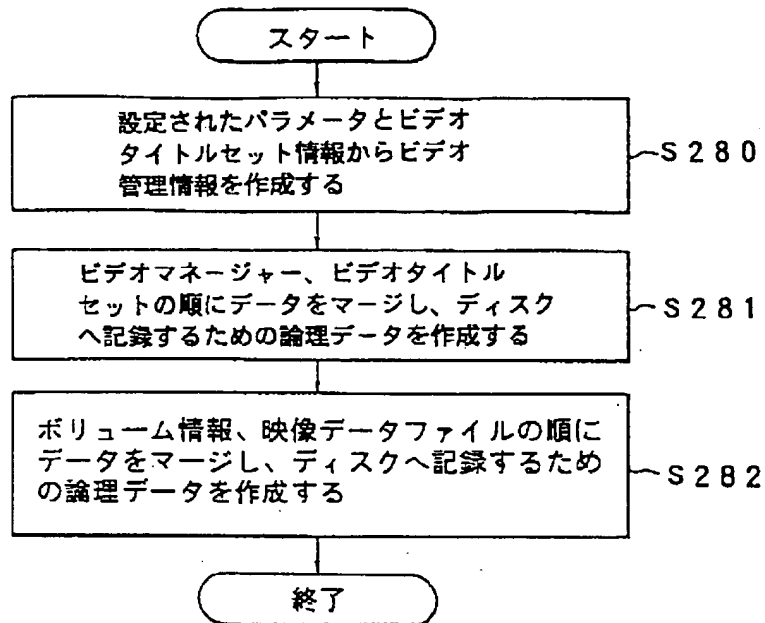 スタート
設定されたパラメータとビデオ
タイトルセット情報からビデオ
管理情報を作成する
S280
ビデオマネージャー、ビデオタイトル
セットの順にデータをマージし、ディスク
へ記録するための論理データを作成する
S281
ボリューム情報、映像データファイルの順に
データをマージし、ディスクへ記録するため
の論理データを作成する
S282
終了